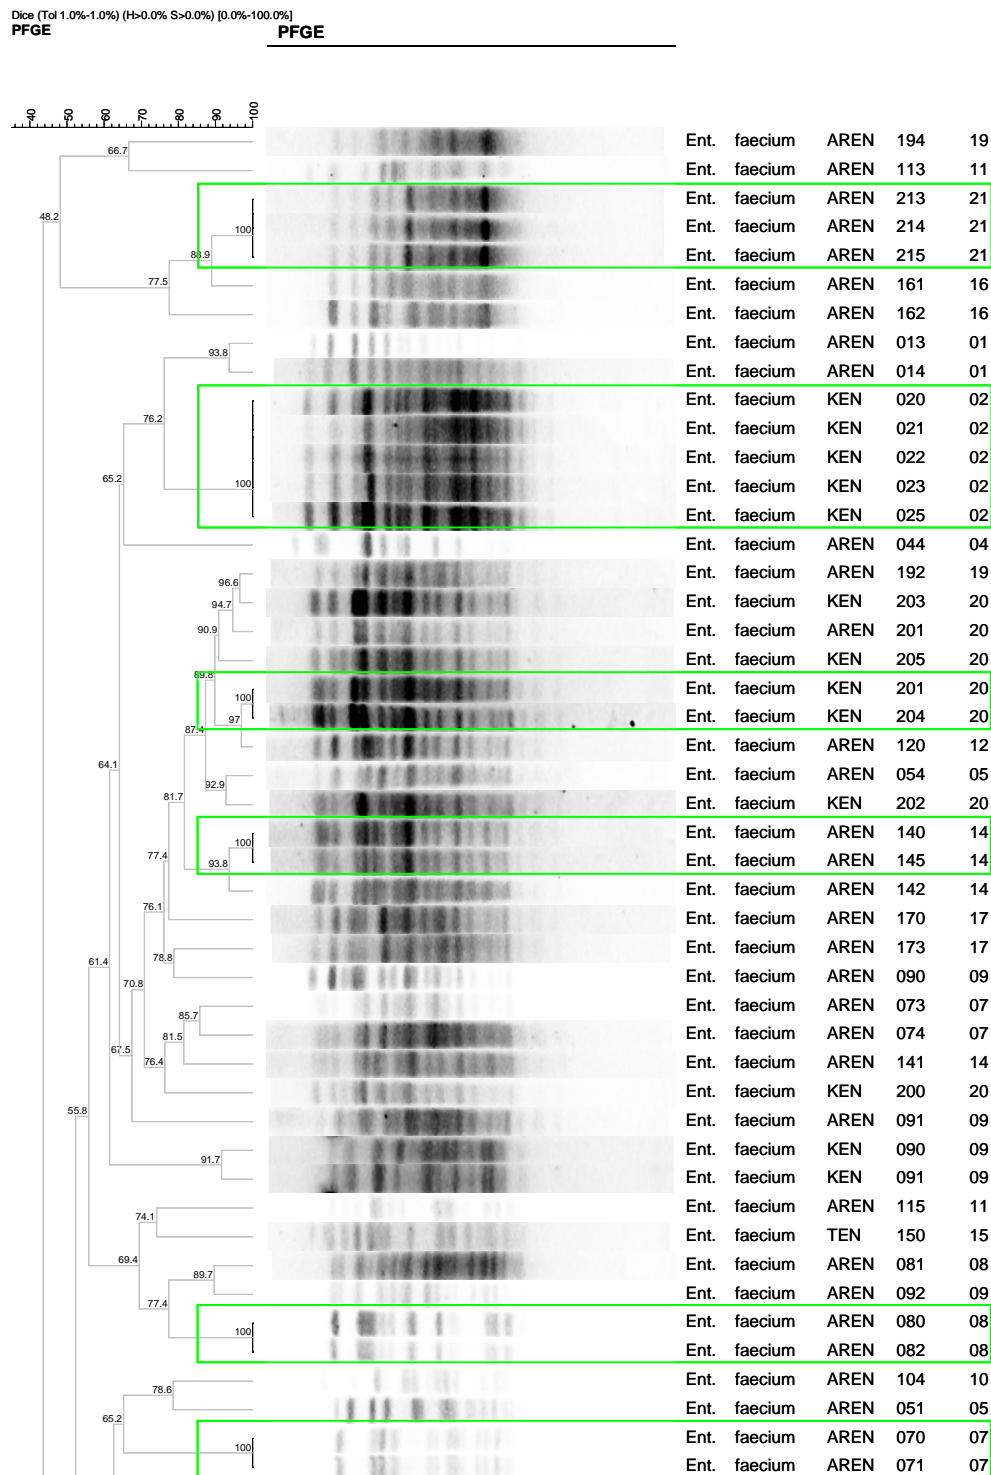 Dice (Tol 1.0%-1.0%) (H>0.0% S>0.0%) [0.0%-100.0%]
PFGE PFGE
40 50 60 70 80 90 100
Ent. faecium AREN 194 19
66.7
Ent. faecium AREN 113 11
Ent. faecium AREN 213 21
48.2
100 Ent. faecium AREN 214 21
88.9 Ent. faecium AREN 215 21
77.5 Ent. faecium AREN 161 16
Ent. faecium AREN 162 16
Ent. faecium AREN 013 01
93.8
Ent. faecium AREN 014 01
Ent. faecium KEN 020 02
76.2
Ent. faecium KEN 021 02
Ent. faecium KEN 022 02
65.2 100 Ent. faecium KEN 023 02
Ent. faecium KEN 025 02
Ent. faecium AREN 044 04
Ent. faecium AREN 192 19
96.6
94.7 Ent. faecium KEN 203 20
90.9 Ent. faecium AREN 201 20
Ent. faecium KEN 205 20
89.8
100 Ent. faecium KEN 201 20
97 Ent. faecium KEN 204 20
87.4
Ent. faecium AREN 120 12
64.1
92.9 Ent. faecium AREN 054 05
81.7 Ent. faecium KEN 202 20
100 Ent. faecium AREN 140 14
77.4 93.8 Ent. faecium AREN 145 14
Ent. faecium AREN 142 14
76.1 Ent. faecium AREN 170 17
78.8 Ent. faecium AREN 173 17
61.4
70.8 Ent. faecium AREN 090 09
Ent. faecium AREN 073 07
85.7
81.5 Ent. faecium AREN 074 07
67.5 76.4 Ent. faecium AREN 141 14
Ent. faecium KEN 200 20
55.8 Ent. faecium AREN 091 09
Ent. faecium KEN 090 09
91.7
Ent. faecium KEN 091 09
Ent. faecium AREN 115 11
74.1
Ent. faecium TEN 150 15
69.4 Ent. faecium AREN 081 08
89.7
Ent. faecium AREN 092 09
77.4
Ent. faecium AREN 080 08
100
Ent. faecium AREN 082 08
Ent. faecium AREN 104 10
78.6
Ent. faecium AREN 051 05
65.2
Ent. faecium AREN 070 07
100
Ent. faecium AREN 071 07